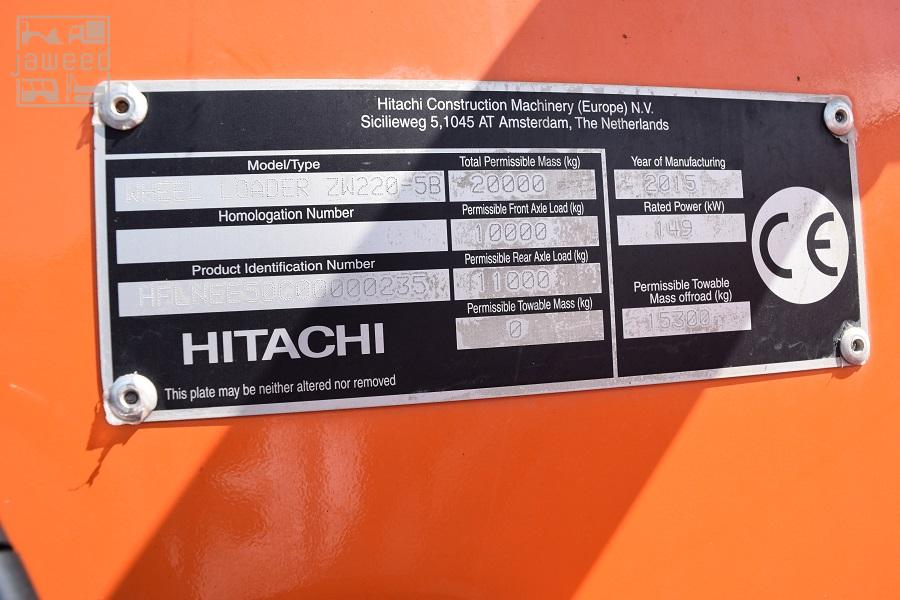 jaweed
Hitachi Construction Machinery (Europe) N.V.
Sicilieweg 5,1045 AT Amsterdam, The Netherlands
Model/Type
WHEEL LOADER ZW220-5B
Homologation Number
Product Identification Number
HITACHI
This plate may be neither altered nor removed
Total Permissible Mass (kg)
20000
Permissible Front Axle Load (kg)
10000
Permissible Rear Axle Load (kg)
11000
Permissible Towable Mass (kg)
0
Year of Manufacturing
2015
Rated Power (kW)
149
Permissible Towable
Mass offroad (kg)
15300
CE